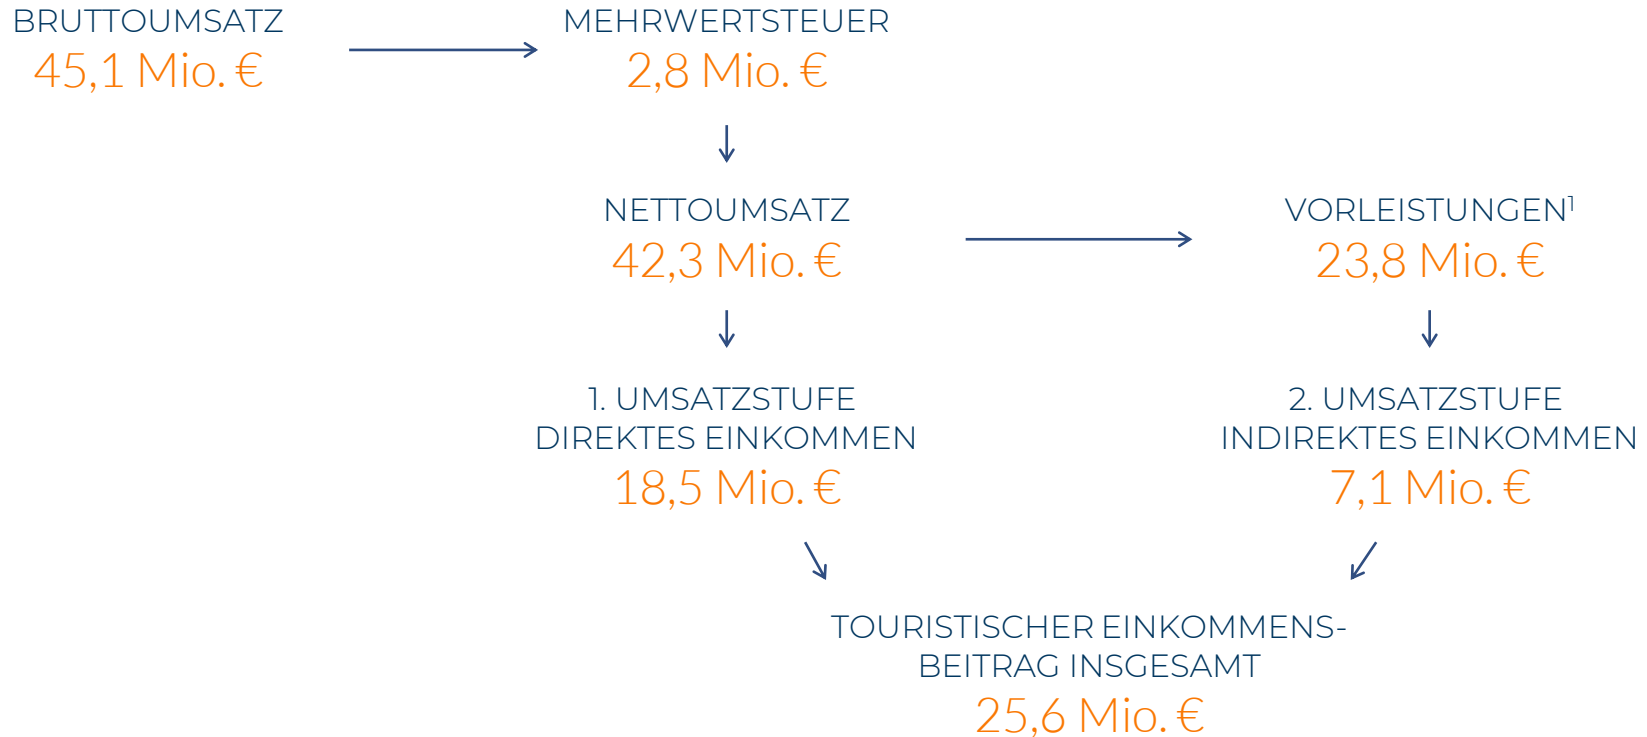 BRUTTOUMSATZ
45,1 Mio. €
MEHRWERTSTEUER
2,8 Mio. €
NETTOUMSATZ
42,3 Mio. €
VORLEISTUNGEN¹
23,8 Mio. €
1. UMSATZSTUFE
DIREKTES EINKOMMEN
18,5 Mio. €
2. UMSATZSTUFE
INDIREKTES EINKOMMEN
7,1 Mio. €
TOURISTISCHER EINKOMMENS-
BEITRAG INSGESAMT
25,6 Mio. €